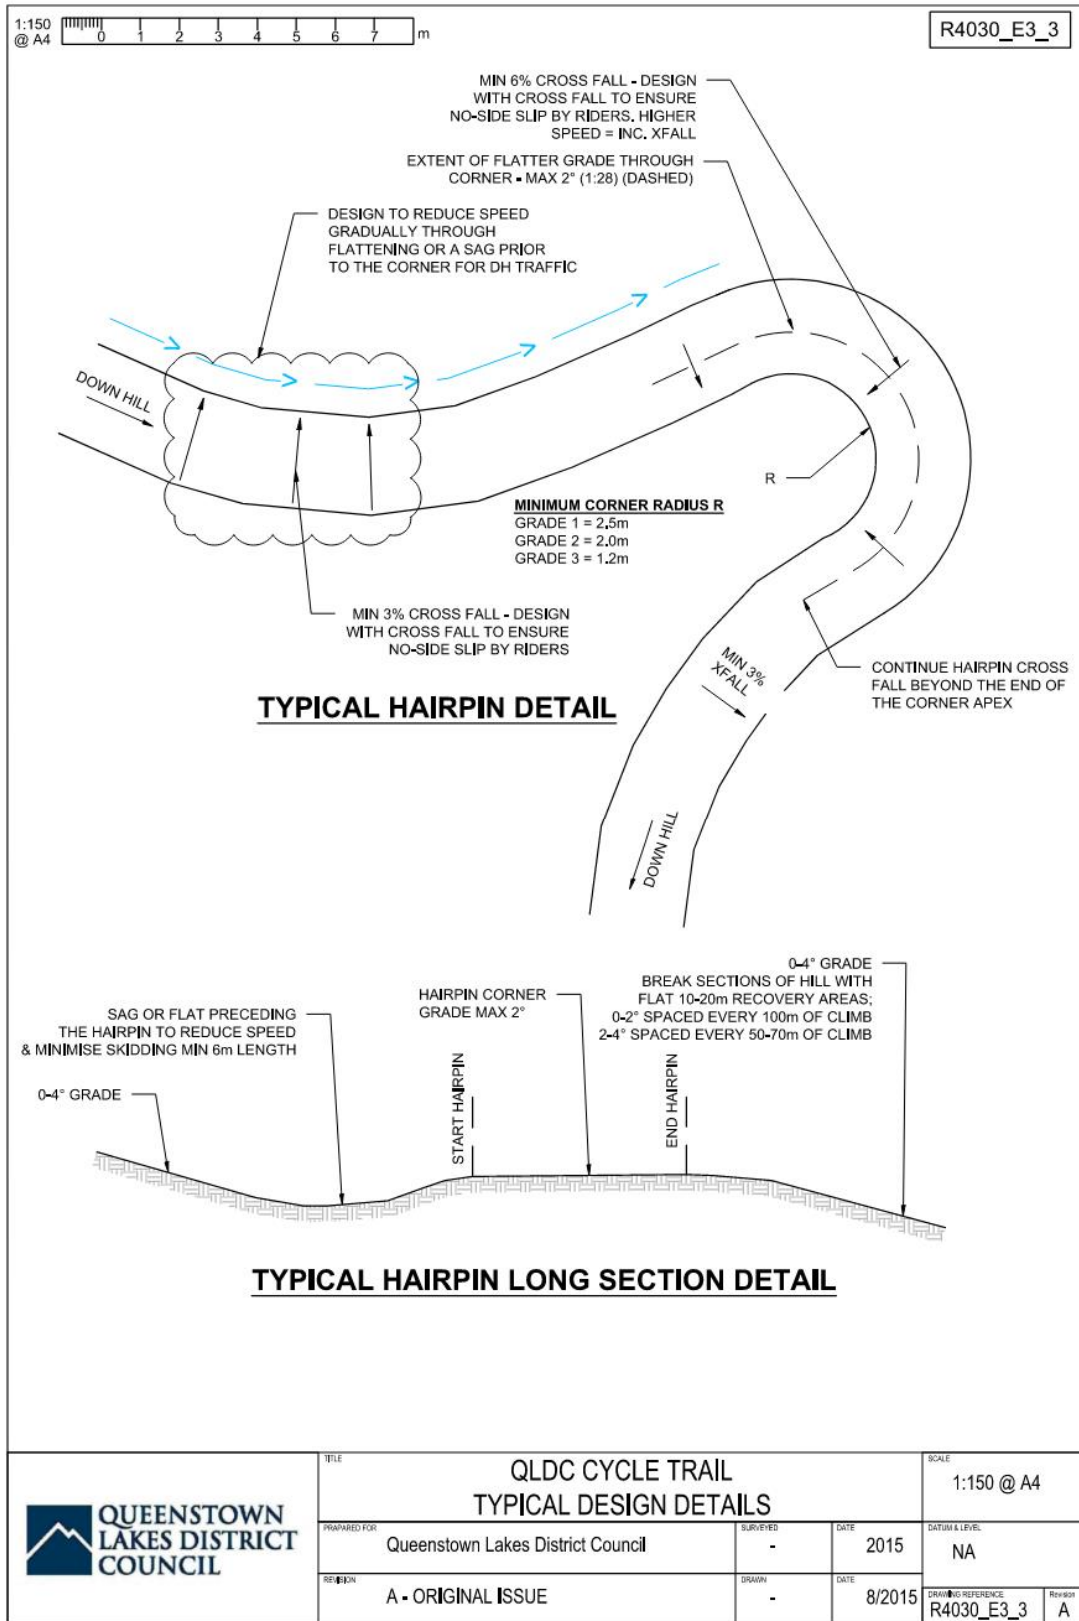 1:150
@ A4
0 1 2 3 4 5 6 7 m
R4030_E3_3
MIN 6% CROSS FALL - DESIGN
WITH CROSS FALL TO ENSURE
NO-SIDE SLIP BY RIDERS. HIGHER
SPEED = INC. XFALL
EXTENT OF FLATTER GRADE THROUGH
CORNER - MAX 2° (1:28) (DASHED)
DESIGN TO REDUCE SPEED
GRADUALLY THROUGH
FLATTENING OR A SAG PRIOR
TO THE CORNER FOR DH TRAFFIC
DOWN HILL
R
MINIMUM CORNER RADIUS R
GRADE 1 = 2.5m
GRADE 2 = 2.0m
GRADE 3 = 1.2m
MIN 3% CROSS FALL - DESIGN
WITH CROSS FALL TO ENSURE
NO-SIDE SLIP BY RIDERS
MIN 3%
XFALL
CONTINUE HAIRPIN CROSS
FALL BEYOND THE END OF
THE CORNER APEX
TYPICAL HAIRPIN DETAIL
DOWN HILL
0-4° GRADE
BREAK SECTIONS OF HILL WITH
FLAT 10-20m RECOVERY AREAS;
0-2° SPACED EVERY 100m OF CLIMB
2-4° SPACED EVERY 50-70m OF CLIMB
HAIRPIN CORNER
GRADE MAX 2°
SAG OR FLAT PRECEDING
THE HAIRPIN TO REDUCE SPEED
& MINIMISE SKIDDING MIN 6m LENGTH
0-4° GRADE
START HAIRPIN
END HAIRPIN
TYPICAL HAIRPIN LONG SECTION DETAIL
QUEENSTOWN
LAKES DISTRICT
COUNCIL
TITLE
QLDC CYCLE TRAIL
TYPICAL DESIGN DETAILS
SCALE
1:150 @ A4
PRAPARED FOR
Queenstown Lakes District Council
SURVEYED
-
DATE
2015
DATUM & LEVEL
NA
REVISION
A - ORIGINAL ISSUE
DRAWN
-
DATE
8/2015
DRAWING REFERENCE
R4030_E3_3
Revision
A